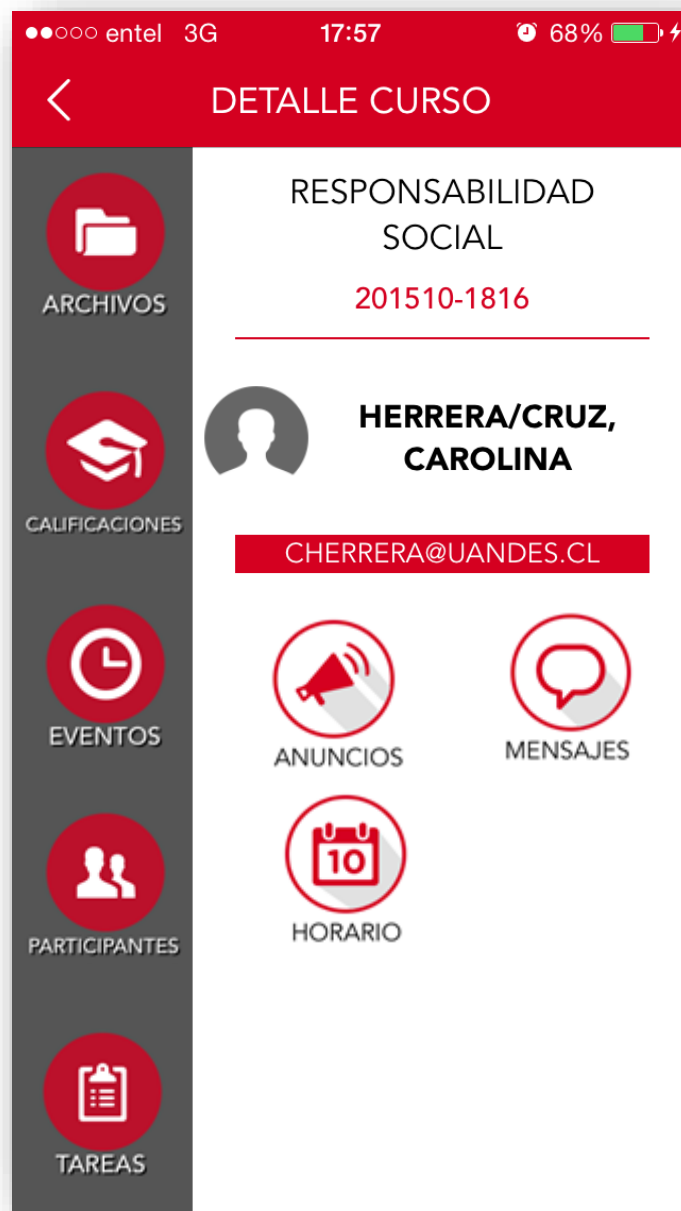 entel 3G 17:57 68%
DETALLE CURSO
ARCHIVOS
CALIFICACIONES
EVENTOS
PARTICIPANTES
TAREAS
RESPONSABILIDAD
SOCIAL
201510-1816
HERRERA/CRUZ,
CAROLINA
CHERRERA@UANDES.CL
ANUNCIOS
MENSAJES
10
HORARIO